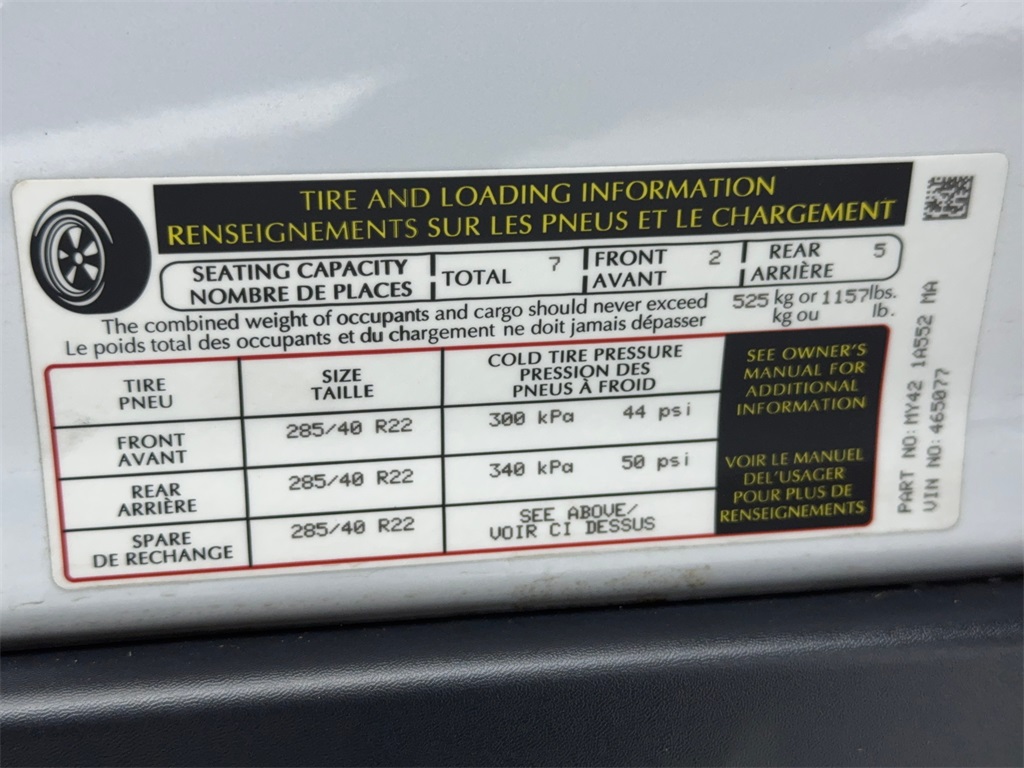 TIRE AND LOADING INFORMATION
RENSEIGNEMENTS SUR LES PNEUS ET LE CHARGEMENT
SEATING CAPACITY
NOMBRE DE PLACES
TOTAL 7
FRONT
AVANT
2
REAR
ARRIÈRE
5
The combined weight of occupants and cargo should never exceed 525 kg or 1157 lbs.
Le poids total des occupants et du chargement ne doit jamais dépasser kg ou lb.
TIRE
PNEU
SIZE
TAILLE
COLD TIRE PRESSURE
PRESSION DES
PNEUS À FROID
FRONT
AVANT
285/40 R22
300 kPa 44 psi
REAR
ARRIÈRE
285/40 R22
340 kPa 50 psi
SPARE
DE RECHANGE
285/40 R22
SEE ABOVE/
VOIR CI DESSUS
SEE OWNER'S
MANUAL FOR
ADDITIONAL
INFORMATION
VOIR LE MANUEL
DEL'USAGER
POUR PLUS DE
RENSEIGNEMENTS
PART NO:MY42 1A552 MA
VIN NO:465077